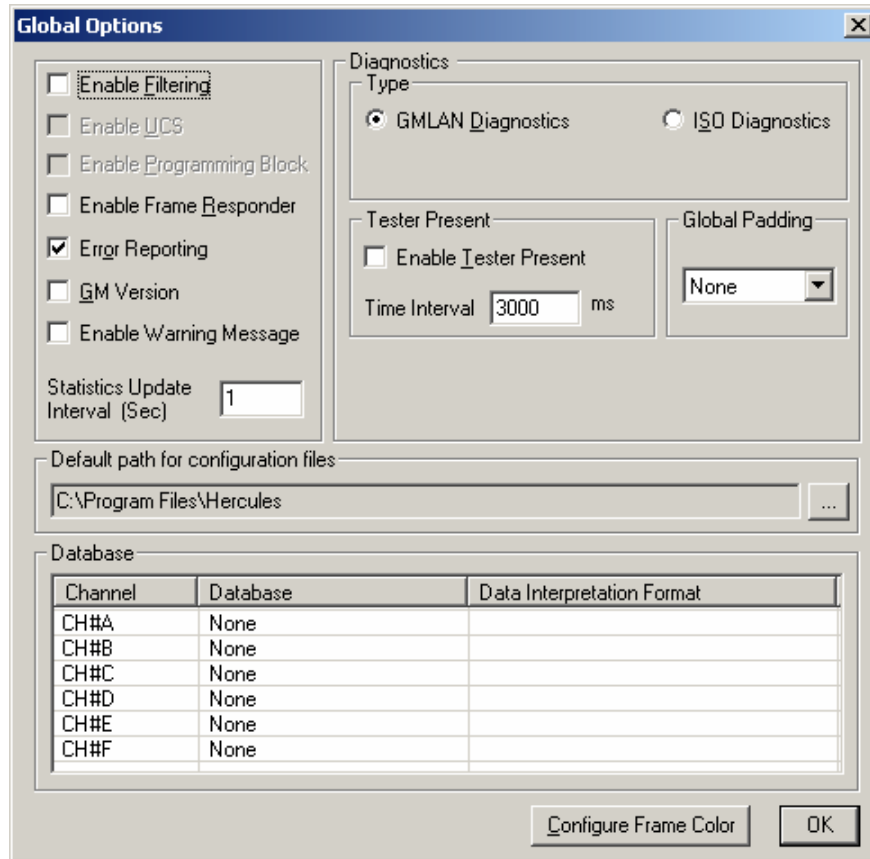 Global Options
Enable Filtering
Enable UCS
Enable Programming Block
Enable Frame Responder
Error Reporting
GM Version
Enable Warning Message
Statistics Update
Interval (Sec)
1
Diagnostics
Type
GMLAN Diagnostics
ISO Diagnostics
Tester Present
Enable Tester Present
Time Interval 3000 ms
Global Padding
None
Default path for configuration files
C:\Program Files\Hercules
...
Database
Channel Database Data Interpretation Format
CH#A None
CH#B None
CH#C None
CH#D None
CH#E None
CH#F None
Configure Frame Color OK